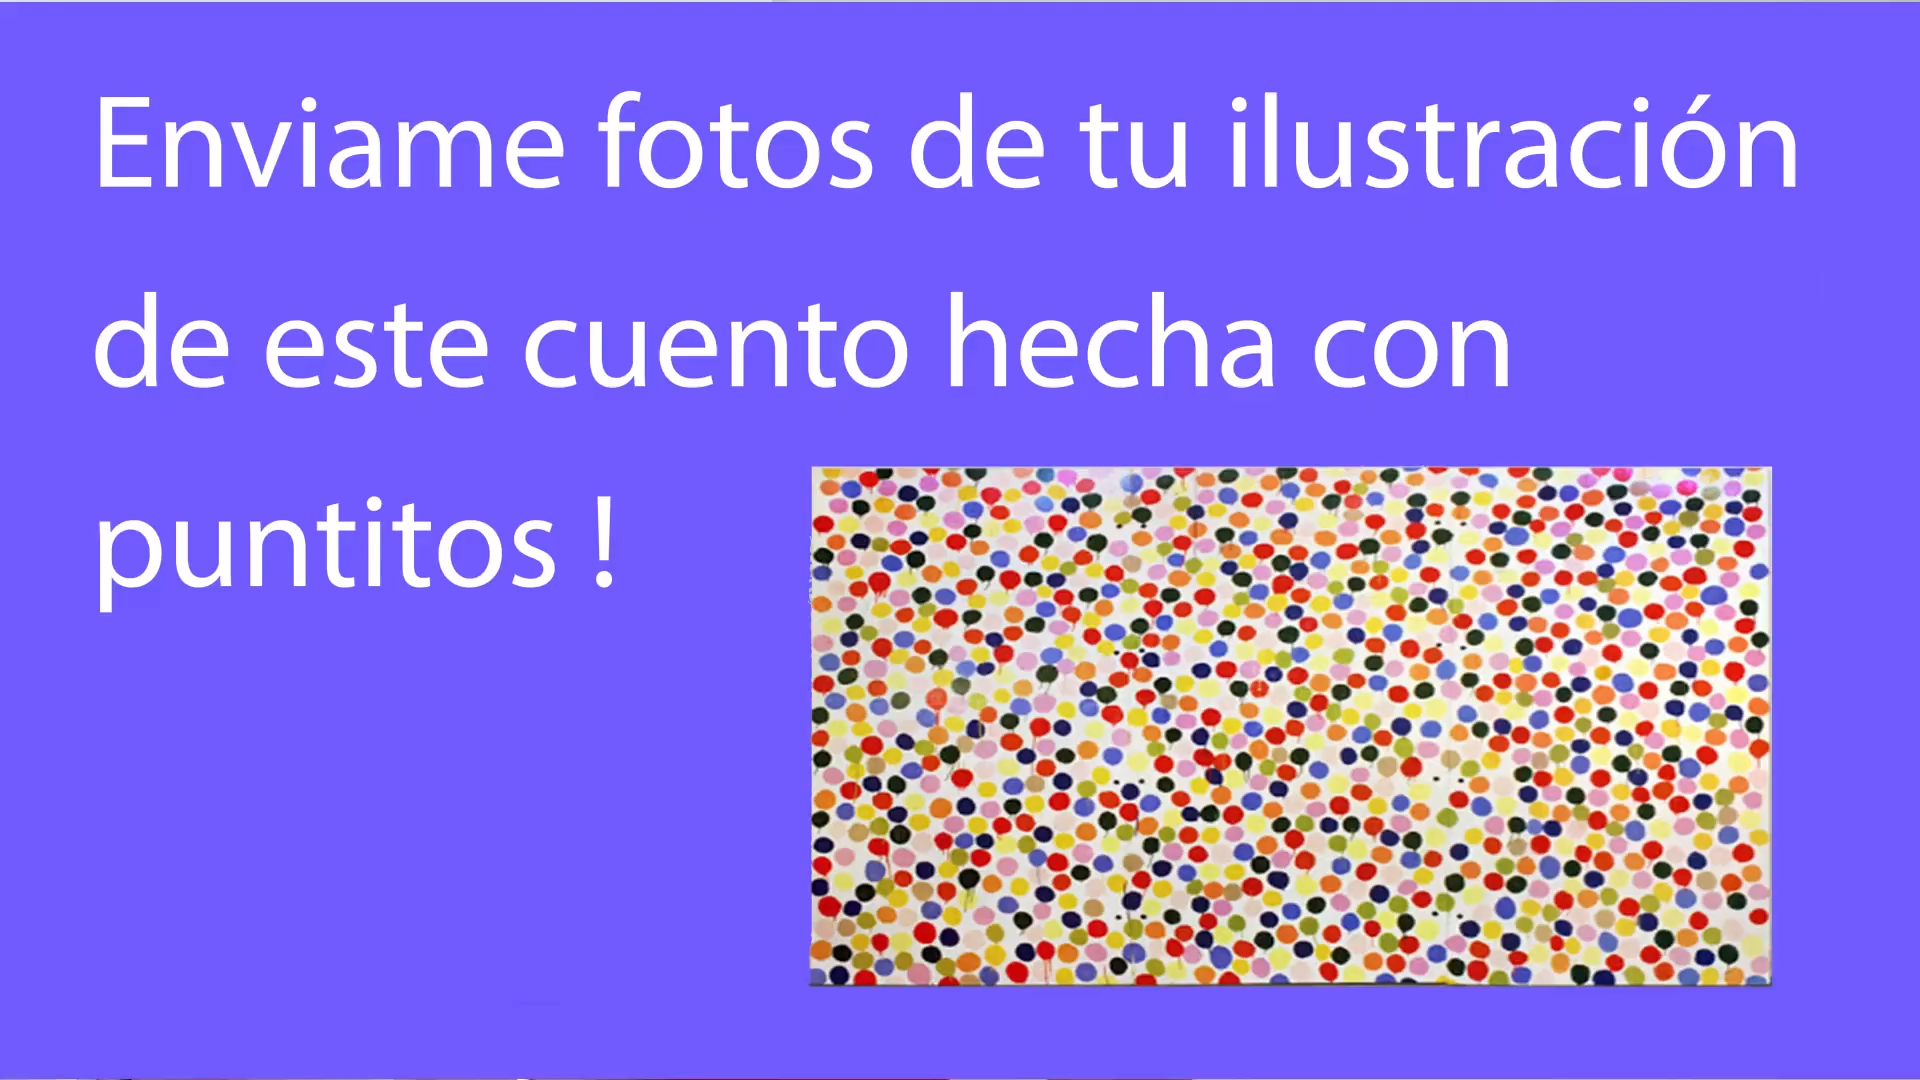 Enviame fotos de tu ilustración
de este cuento hecha con
puntitos !